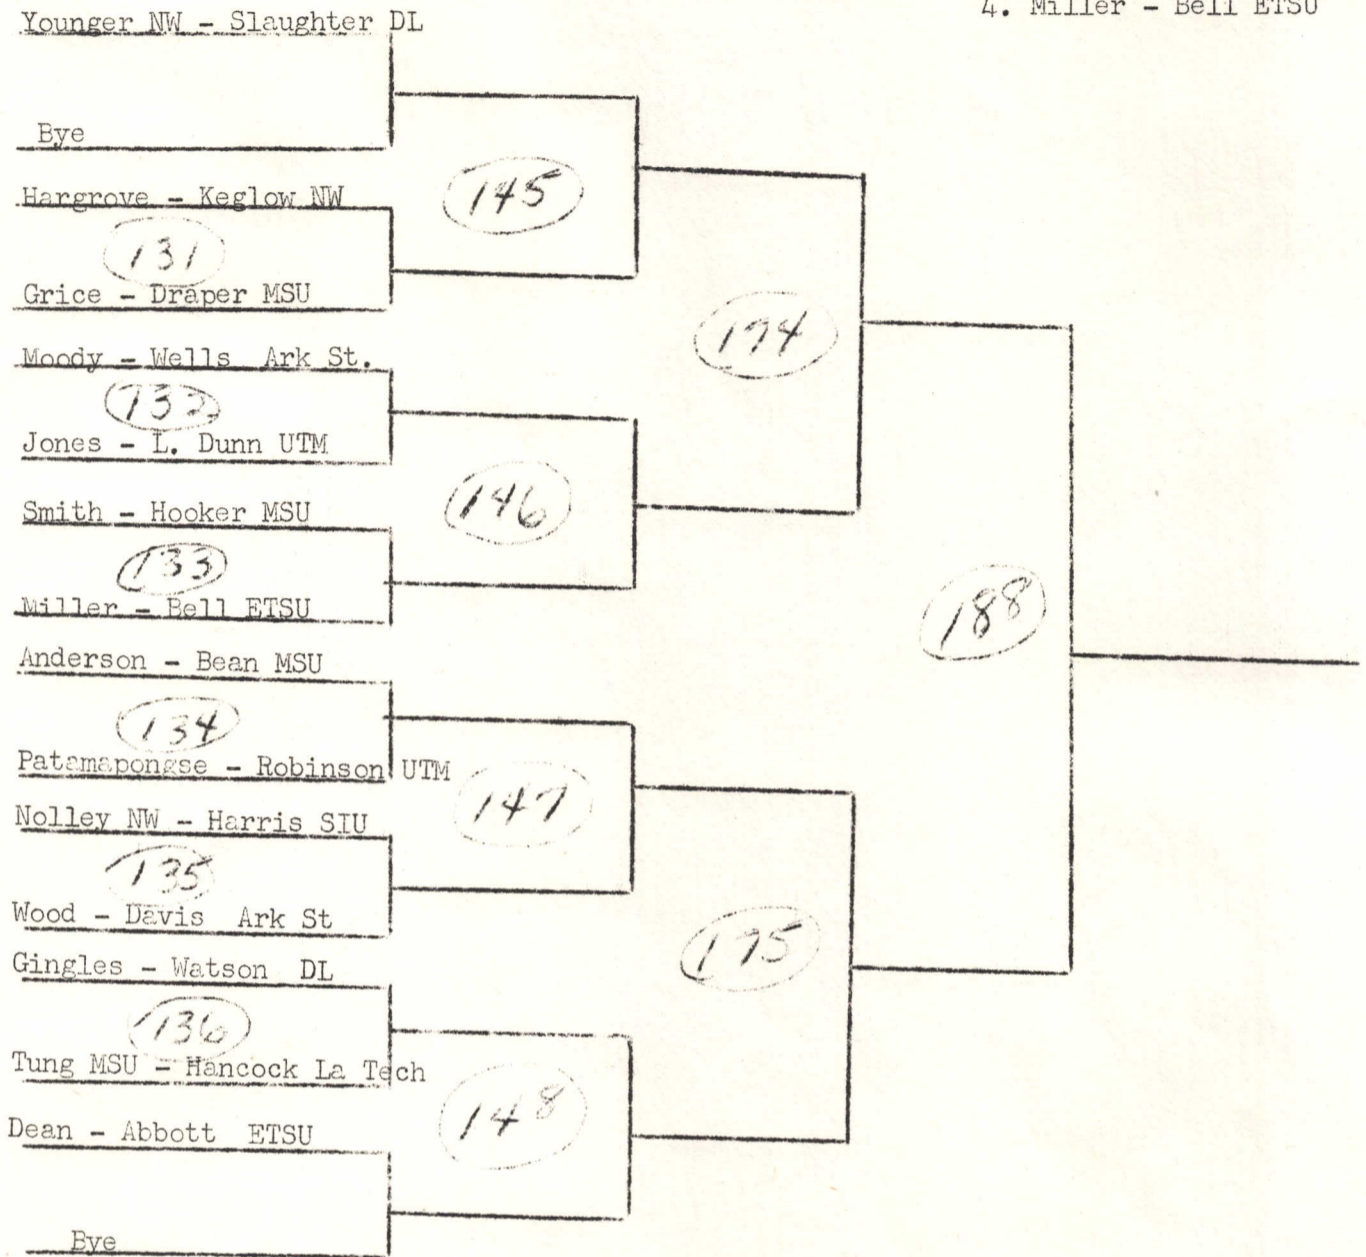 4. Miller - Bell ETSU
Younger NW - Slaughter DL
Bye
145
Hargrove - Keglow NW
131
Grice - Draper MSU
174
Moody - Wells Ark St.
132
Jones - L. Dunn UTM
146
Smith - Hooker MSU
133
Miller - Bell ETSU
188
Anderson - Bean MSU
134
Patamapongse - Robinson UTM
147
Nolley NW - Harris SIU
135
Wood - Davis Ark St
175
Gingles - Watson DL
136
Tung MSU - Hancock La Tech
148
Dean - Abbott ETSU
Bye